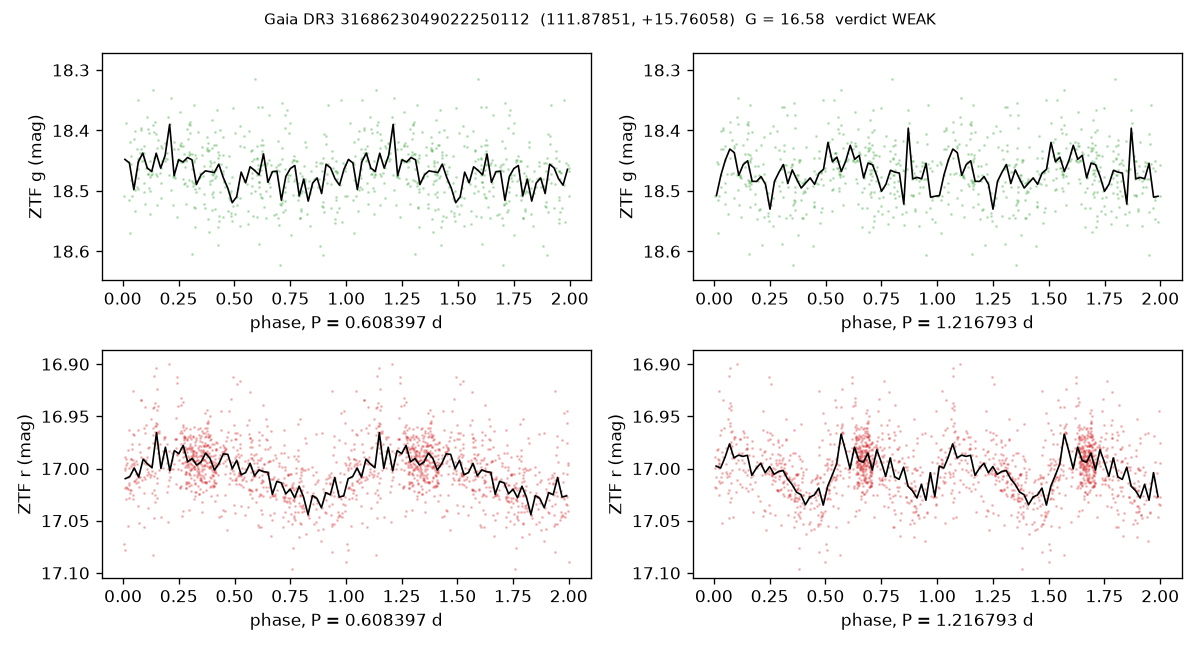 Gaia DR3 3168623049022250112 (111.87851, +15.76058) G = 16.58 verdict WEAK
ZTF g (mag)
18.3
18.4
18.5
18.6
0.00 0.25 0.50 0.75 1.00 1.25 1.50 1.75 2.00
phase, P = 0.608397 d
ZTF g (mag)
18.3
18.4
18.5
18.6
0.00 0.25 0.50 0.75 1.00 1.25 1.50 1.75 2.00
phase, P = 1.216793 d
ZTF r (mag)
16.90
16.95
17.00
17.05
17.10
0.00 0.25 0.50 0.75 1.00 1.25 1.50 1.75 2.00
phase, P = 0.608397 d
ZTF r (mag)
16.90
16.95
17.00
17.05
17.10
0.00 0.25 0.50 0.75 1.00 1.25 1.50 1.75 2.00
phase, P = 1.216793 d